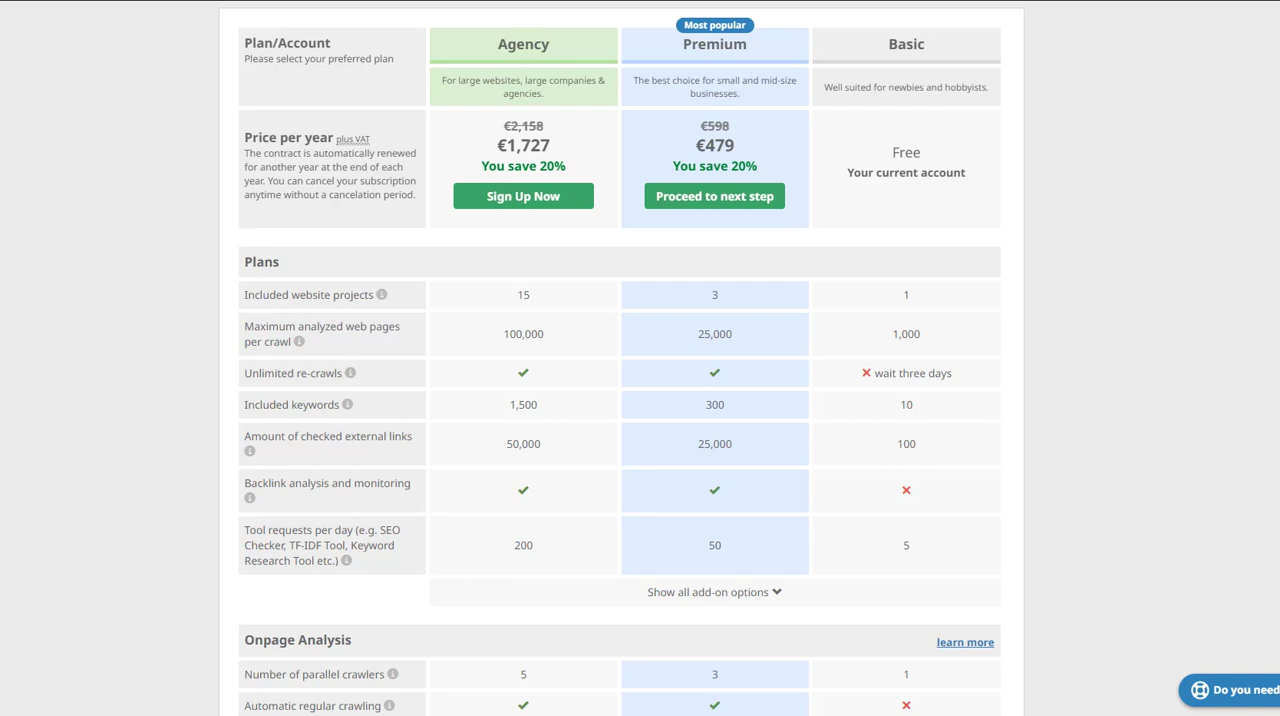 Most popular
Plan/Account
Please select your preferred plan
Agency
Premium
Basic
For large websites, large companies &
agencies.
The best choice for small and mid-size
businesses.
Well suited for newbies and hobbyists.
Price per year plus VAT
The contract is automatically renewed
for another year at the end of each
year. You can cancel your subscription
anytime without a cancelation period.
€2,158
€1,727
You save 20%
Sign Up Now
€598
€479
You save 20%
Proceed to next step
Free
Your current account
Plans
Included website projects
15
3
1
Maximum analyzed web pages
per crawl
100,000
25,000
1,000
Unlimited re-crawls
wait three days
Included keywords
1,500
300
10
Amount of checked external links
50,000
25,000
100
Backlink analysis and monitoring
Tool requests per day (e.g. SEO
Checker, TF-IDF Tool, Keyword
Research Tool etc.)
200
50
5
Show all add-on options
Onpage Analysis
learn more
Number of parallel crawlers
5
3
1
Automatic regular crawling
Do you need